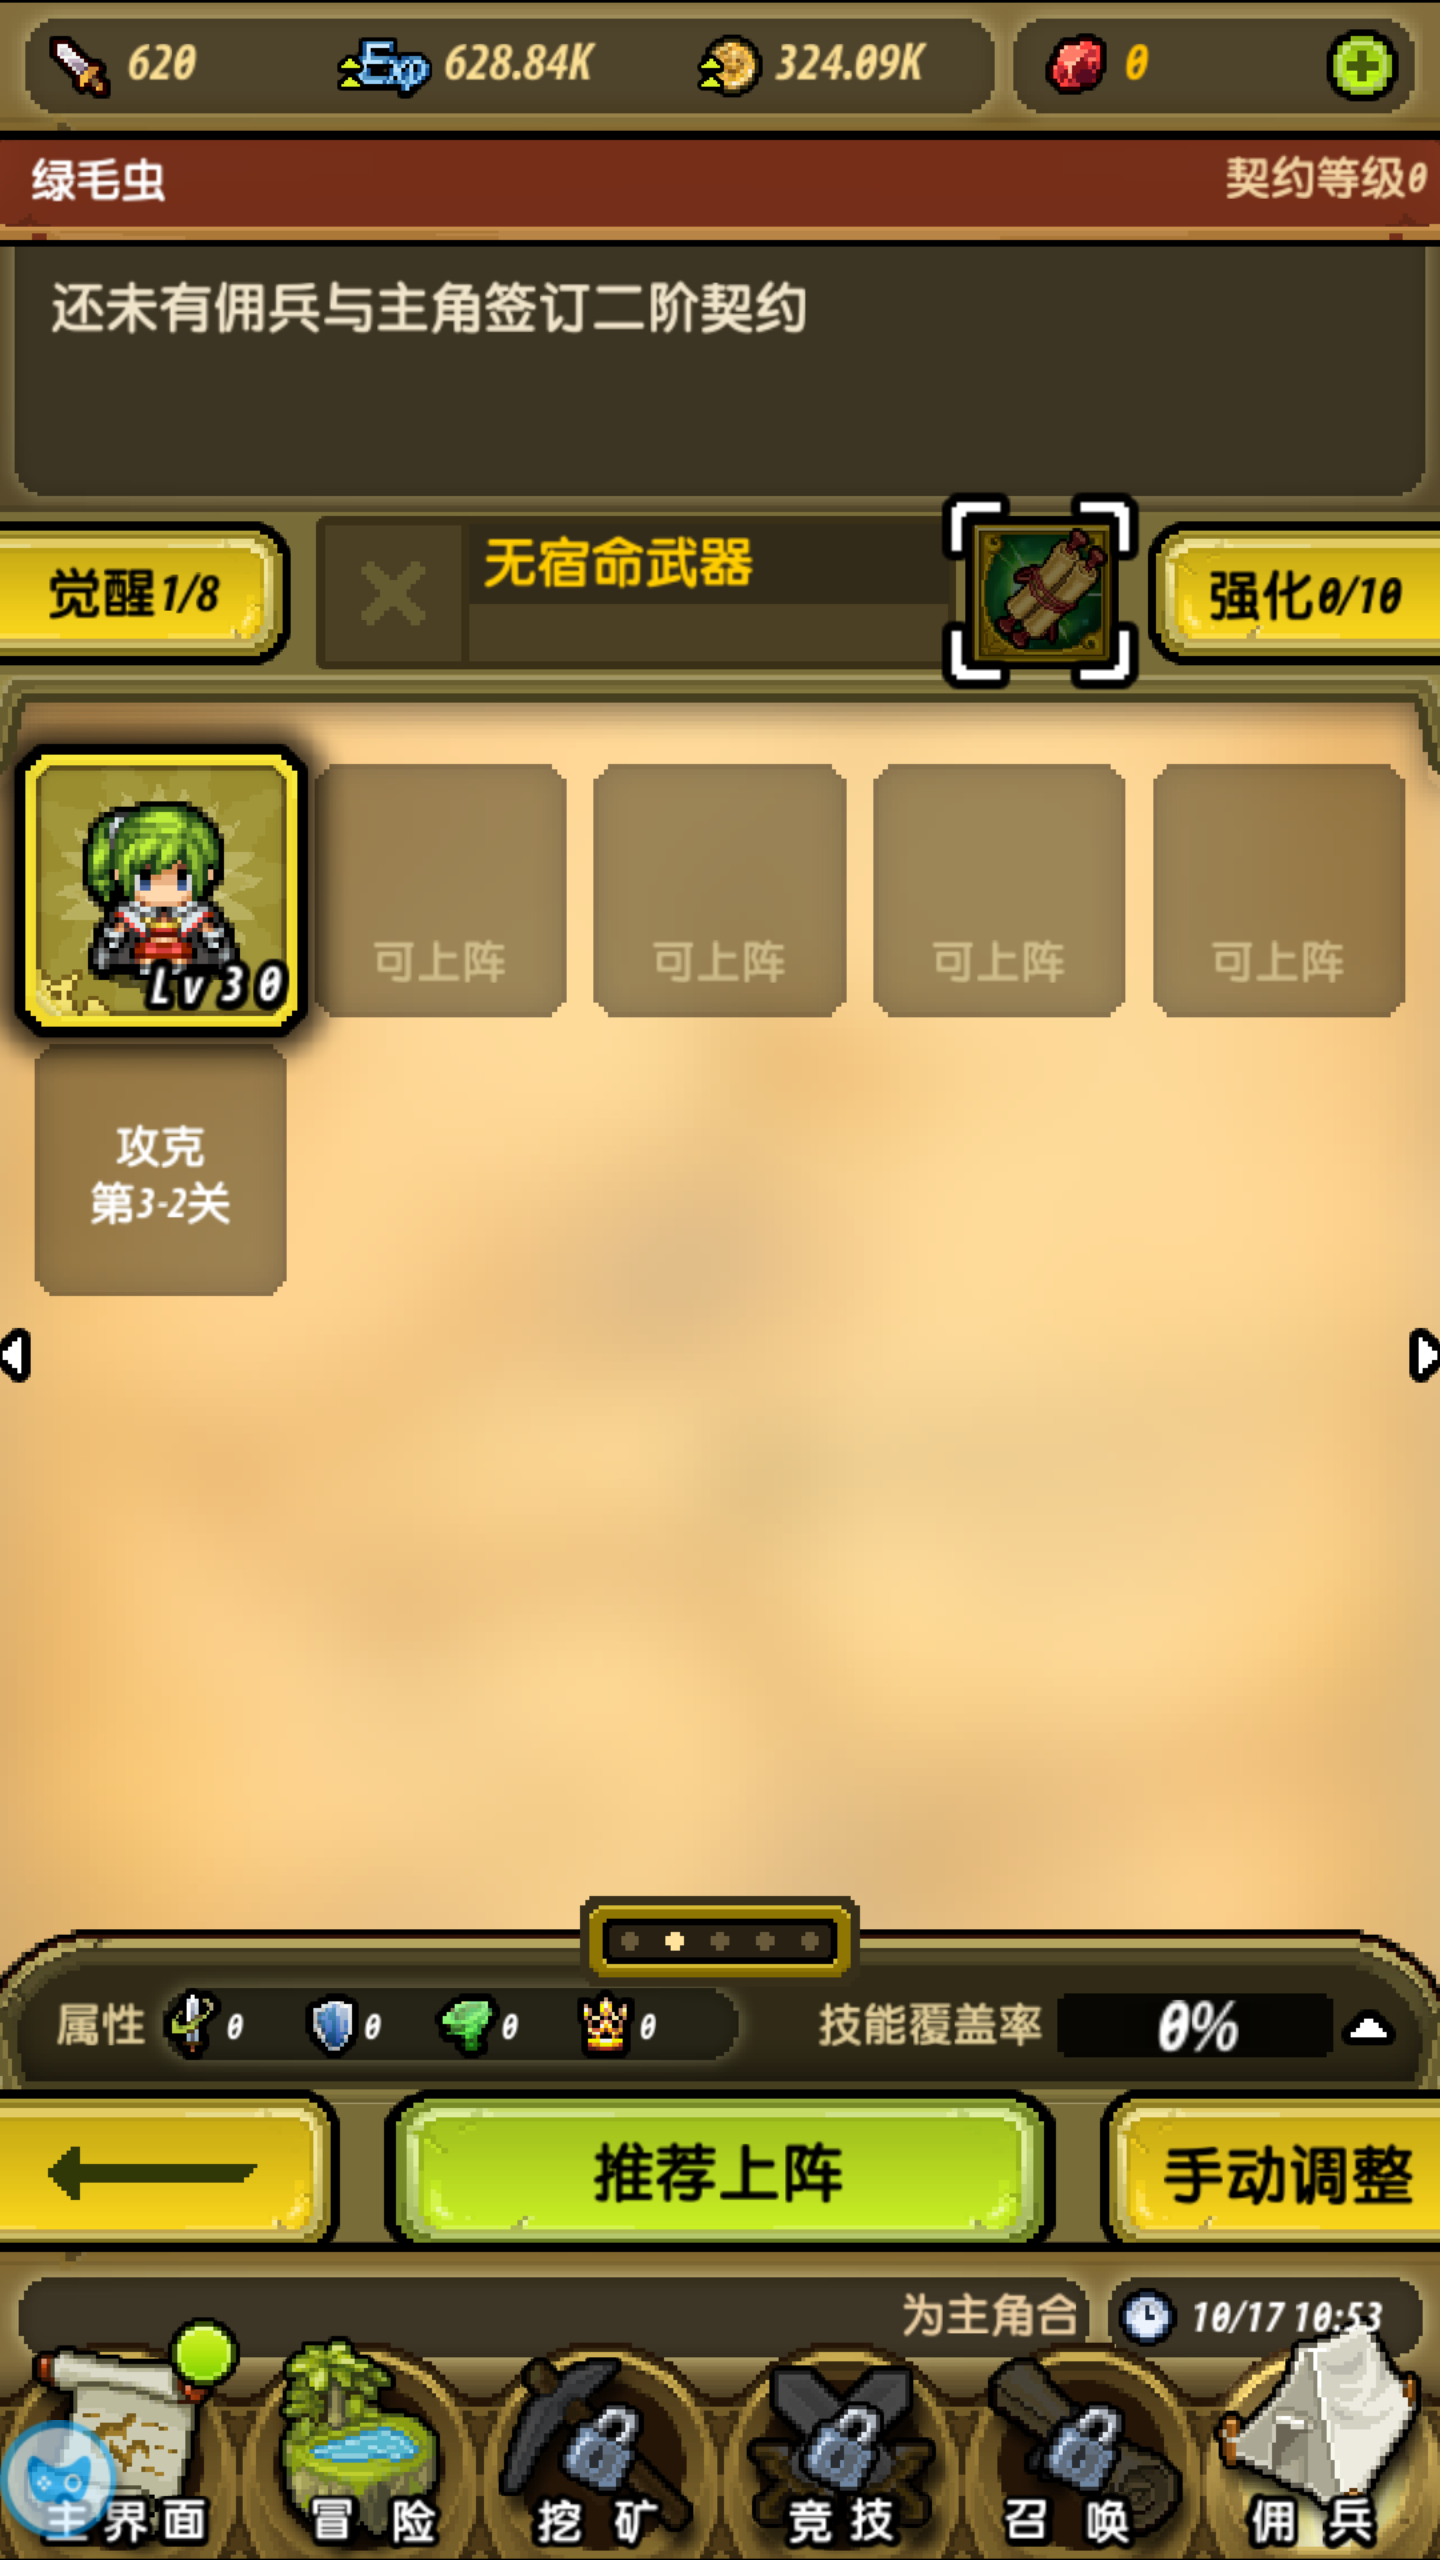 620 Exp 628.84K 324.09K 0
绿毛虫 契约等级0
还未有佣兵与主角签订二阶契约
觉醒1/8 无宿命武器 强化0/10
Lv30 可上阵 可上阵 可上阵 可上阵
攻克
第3-2关
属性 0 0 0 0 技能覆盖率 0%
推荐上阵 手动调整
为主角合 10/17 10:53
主界面 冒险 挖矿 竞技 召唤 佣兵